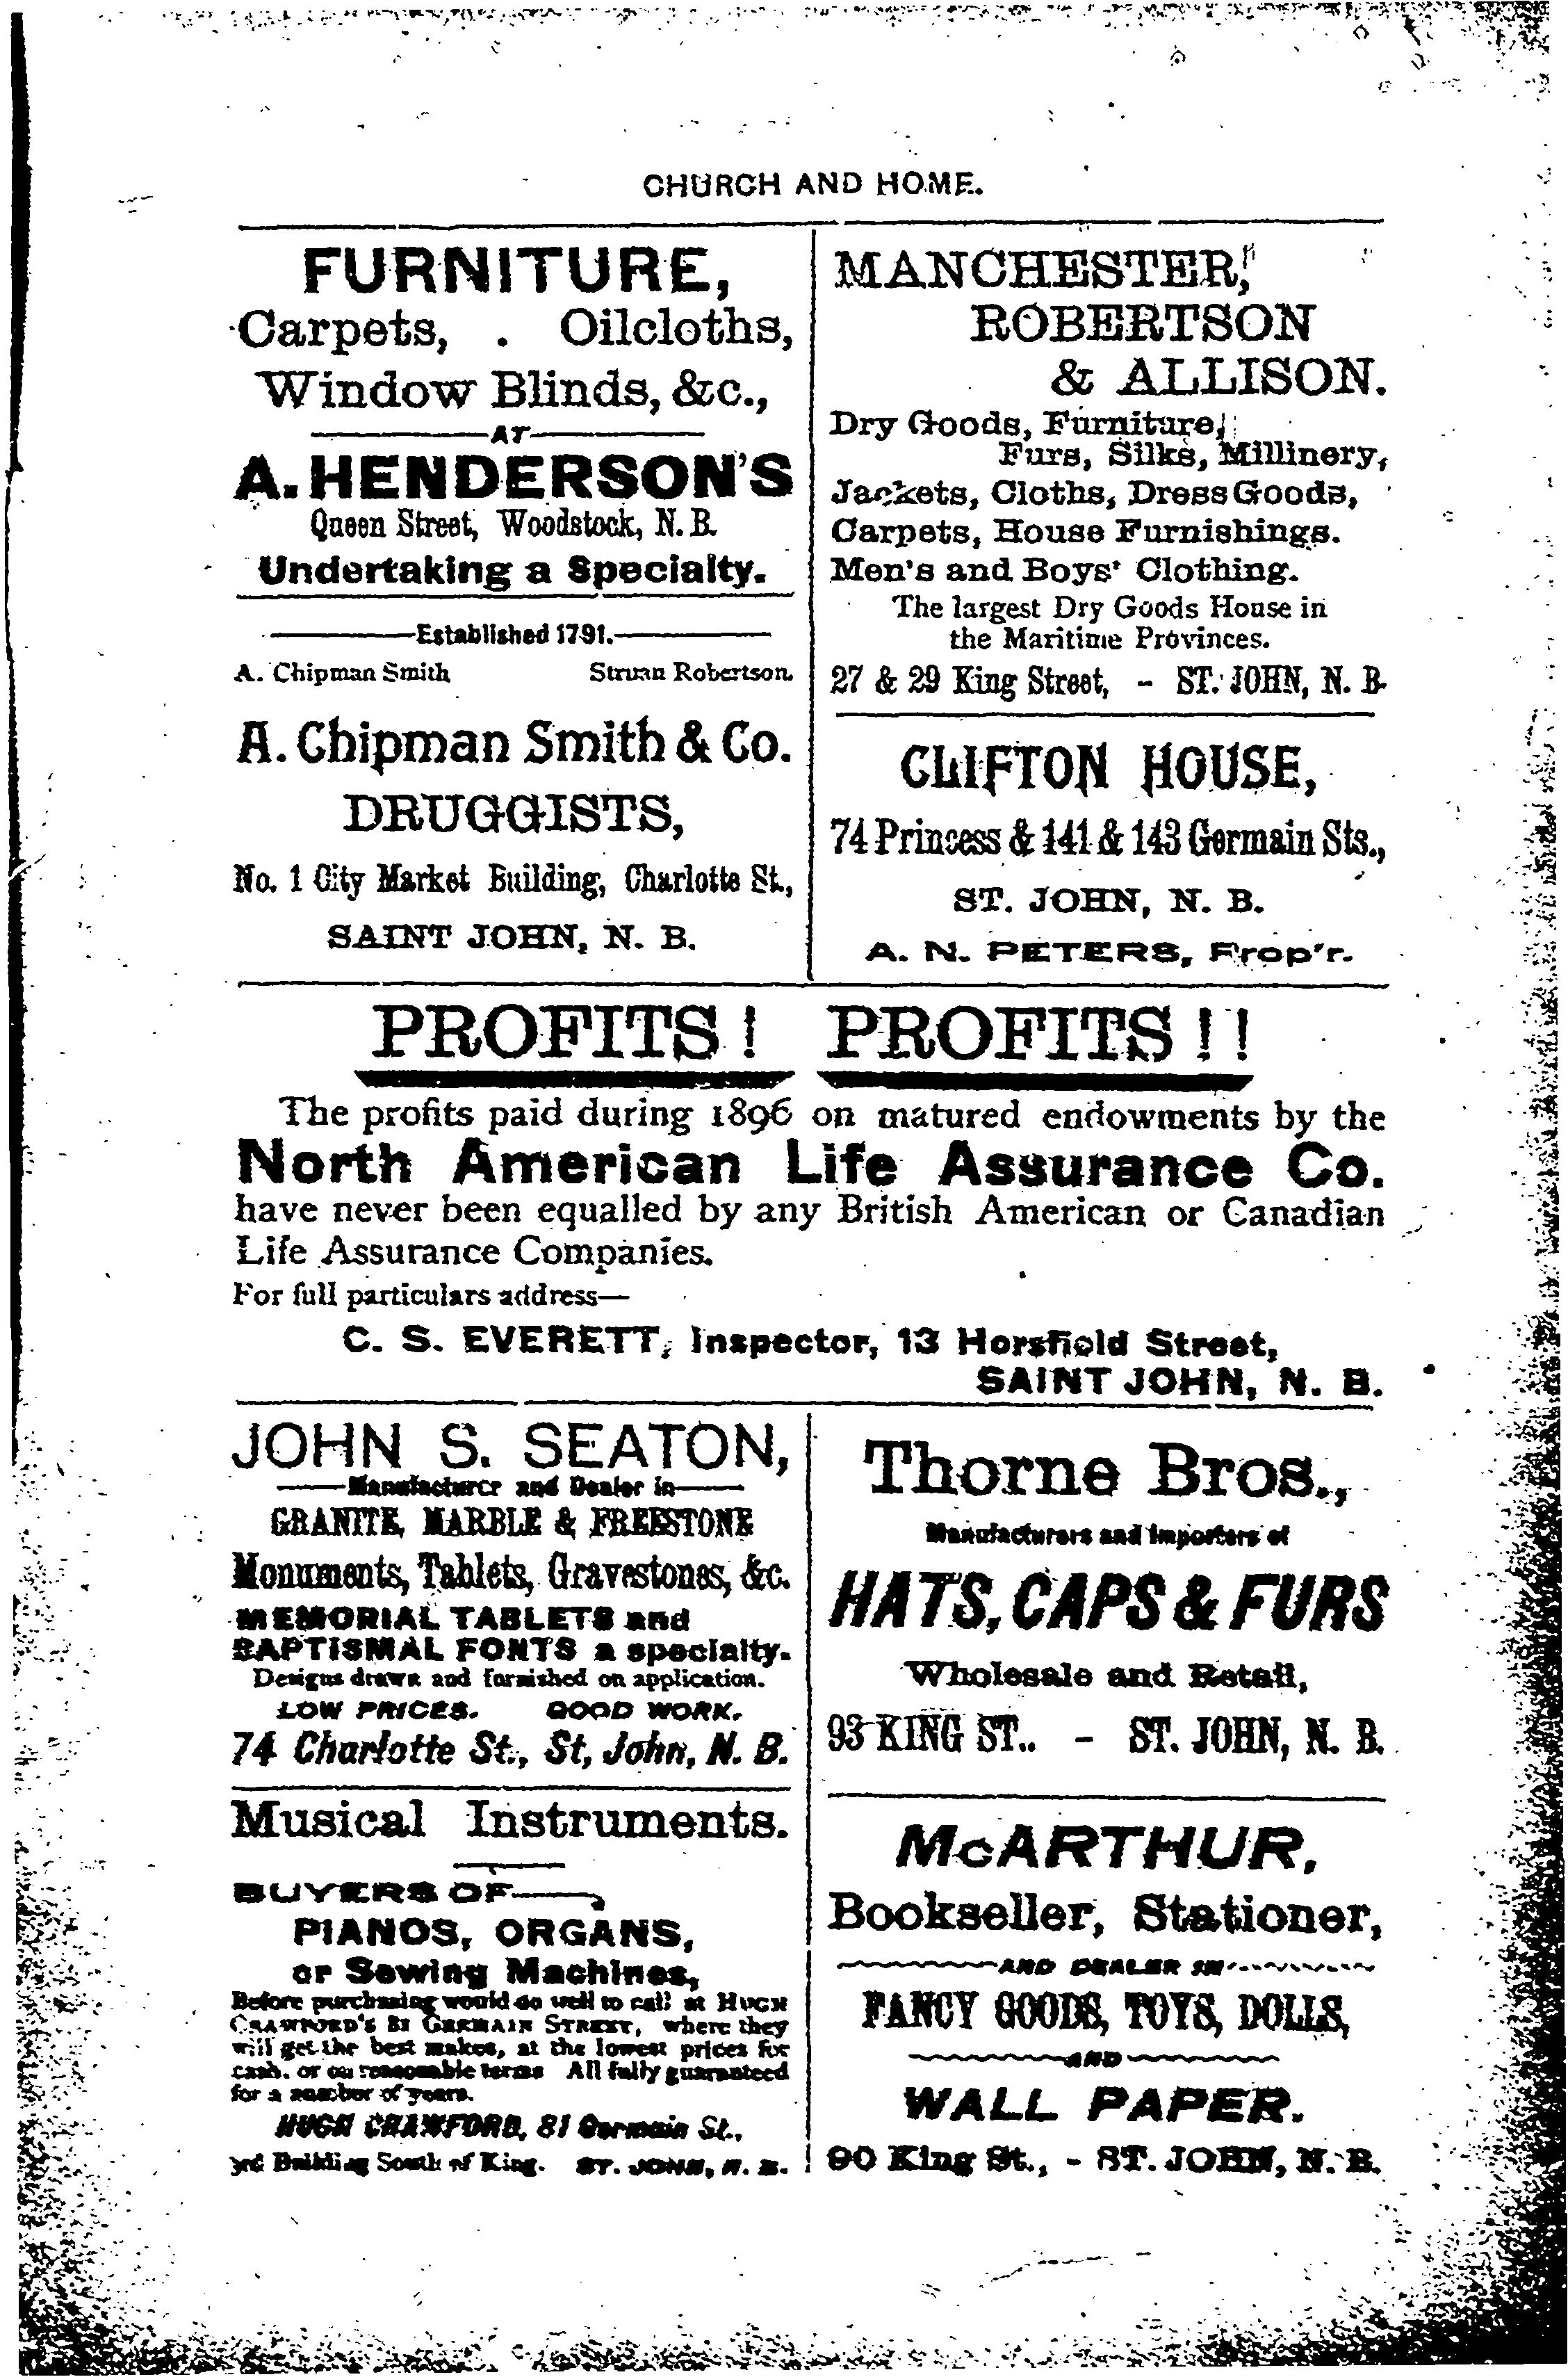 CHURCH AND HOME.
FURNITURE,
Carpets, . Oilcloths,
Window Blinds, &c.,
AT
A. HENDERSON'S
Queen Street, Woodstock, N. B.
Undertaking a Specialty.
Established 1791.
A. Chipman Smith Struan Robertson.
A. Chipman Smith & Co.
DRUGGISTS,
No. 1 City Market Building, Charlotte St.,
SAINT JOHN, N. B.
MANCHESTER,
ROBERTSON
& ALLISON.
Dry Goods, Furniture,
Furs, Silks, Millinery,
Jackets, Cloths, Dress Goods,
Carpets, House Furnishings.
Men's and Boys' Clothing.
The largest Dry Goods House in
the Maritime Provinces.
27 & 29 King Street, - ST. JOHN, N. B.
CLIFTON HOUSE,
74 Princess & 141 & 143 Germain Sts.,
ST. JOHN, N. B.
A. N. PETERS, Prop'r.
PROFITS! PROFITS!!
The profits paid during 1896 on matured endowments by the
North American Life Assurance Co.
have never been equalled by any British American or Canadian
Life Assurance Companies.
For full particulars address—
C. S. EVERETT, Inspector, 13 Horsfield Street,
SAINT JOHN, N. B.
JOHN S. SEATON,
Manufacturer and Dealer in
GRANITE, MARBLE & FREESTONE
Monuments, Tablets, Gravestones, &c.
MEMORIAL TABLETS and
BAPTISMAL FONTS a specialty.
Designs drawn and furnished on application.
LOW PRICES. GOOD WORK.
74 Charlotte St., St, John, N. B.
Musical Instruments.
BUYERS OF
PIANOS, ORGANS,
or Sewing Machines,
Before purchasing would do well to call at HUGH
CRAWFORD'S 81 GERMAIN STREET, where they
will get the best makes, at the lowest prices for
cash. or on reasonable terms All fully guaranteed
for a number of years.
HUGH CRAWFORD, 81 Germain St.,
3rd Building South of King. ST. JOHN, N. B.
Thorne Bros.,
Manufacturers and Importers of
HATS, CAPS & FURS
Wholesale and Retail,
93 KING ST.. - ST. JOHN, N. B.
McARTHUR,
Bookseller, Stationer,
AND DEALER IN
FANCY GOODS, TOYS, DOLLS,
AND
WALL PAPER.
90 King St., - ST. JOHN, N. B.